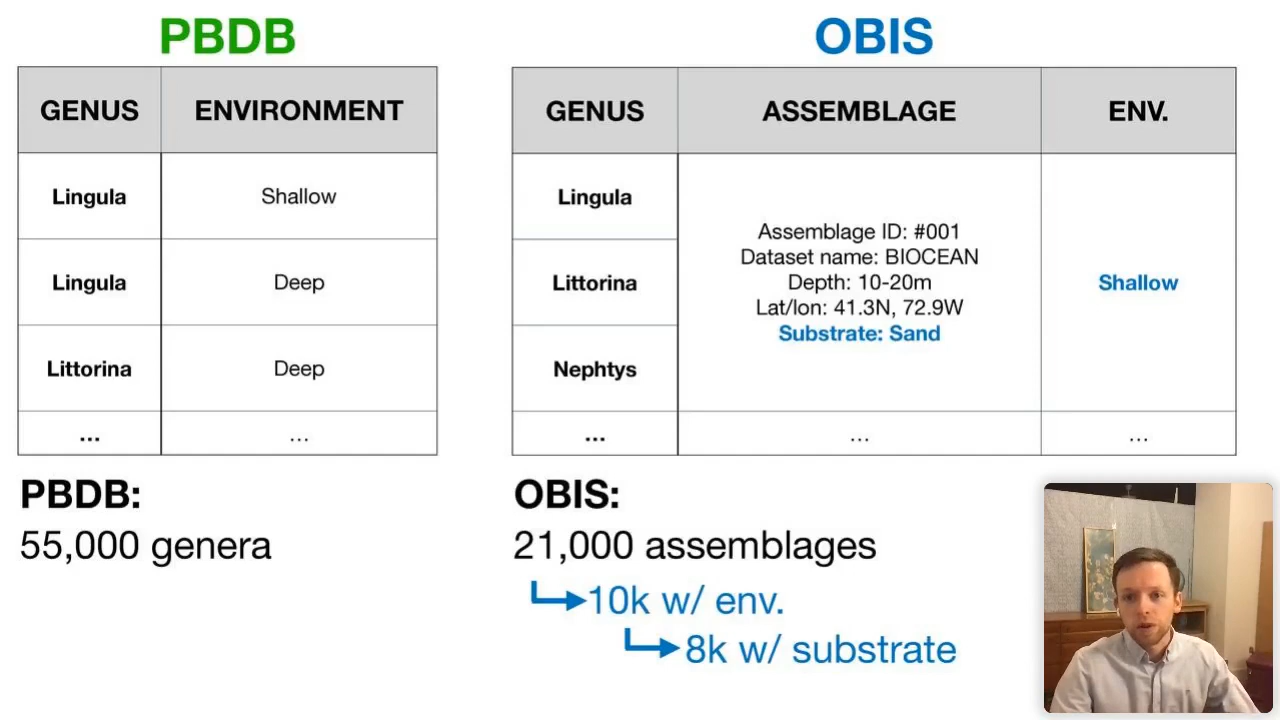 PBDB
GENUS ENVIRONMENT
Lingula Shallow
Lingula Deep
Littorina Deep
... ...
PBDB:
55,000 genera
OBIS
GENUS ASSEMBLAGE ENV.
Lingula
Littorina
Nephtys
Assemblage ID: #001
Dataset name: BIOCEAN
Depth: 10-20m
Lat/lon: 41.3N, 72.9W
Substrate: Sand
Shallow
... ... ...
OBIS:
21,000 assemblages
10k w/ env.
8k w/ substrate